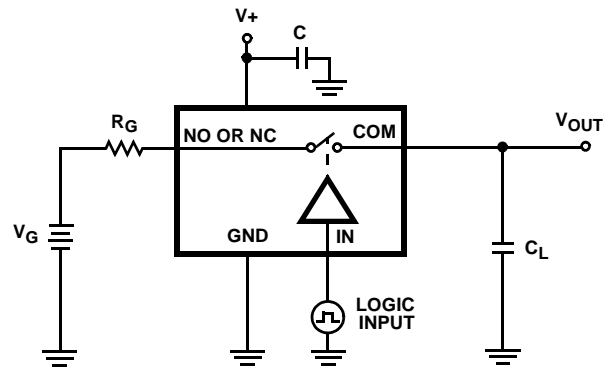 V+
C
RG
NO OR NC
COM
VOUT
VG
GND
IN
CL
LOGIC
INPUT